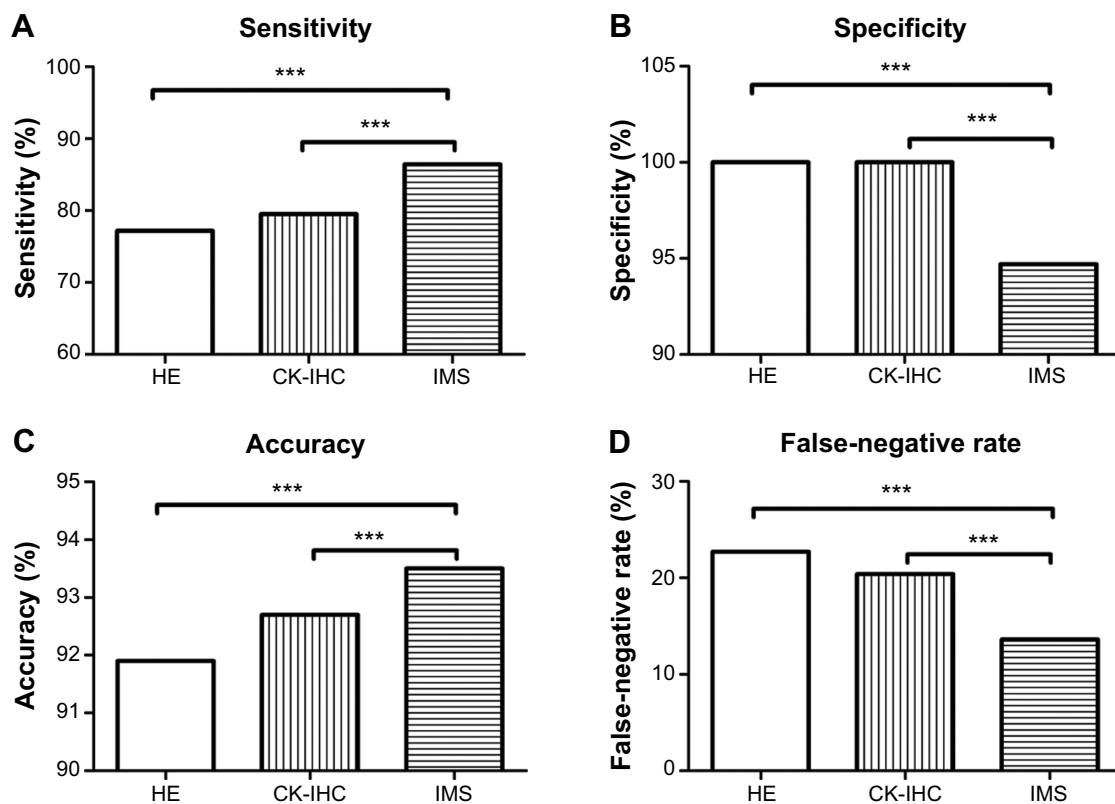 A Sensitivity
Sensitivity (%)
100
90
80
70
60
***
***
HE CK-IHC IMS
B Specificity
Specificity (%)
105
100
95
90
***
***
HE CK-IHC IMS
C Accuracy
Accuracy (%)
95
94
93
92
91
90
***
***
HE CK-IHC IMS
D False-negative rate
False-negative rate (%)
30
20
10
0
***
***
HE CK-IHC IMS